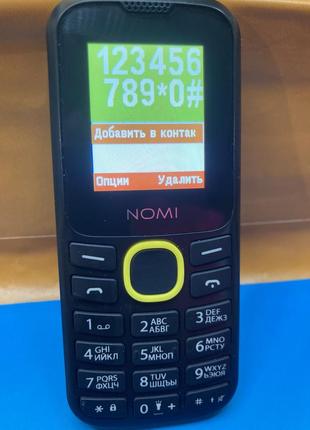 123456
789*0#
Добавить в контак
Опции Удалить
NOMI
1
2 ABC АБВГ
3 DEF ДЕЖЗ
4 GHI ИЙКЛ
5 JKL МНОП
6 MNO РСТУ
7 PQRS ФХЦЧ
8 TUV ШЩЪЫ
9 WXYZ ЬЭЮЯ
* 0 + #